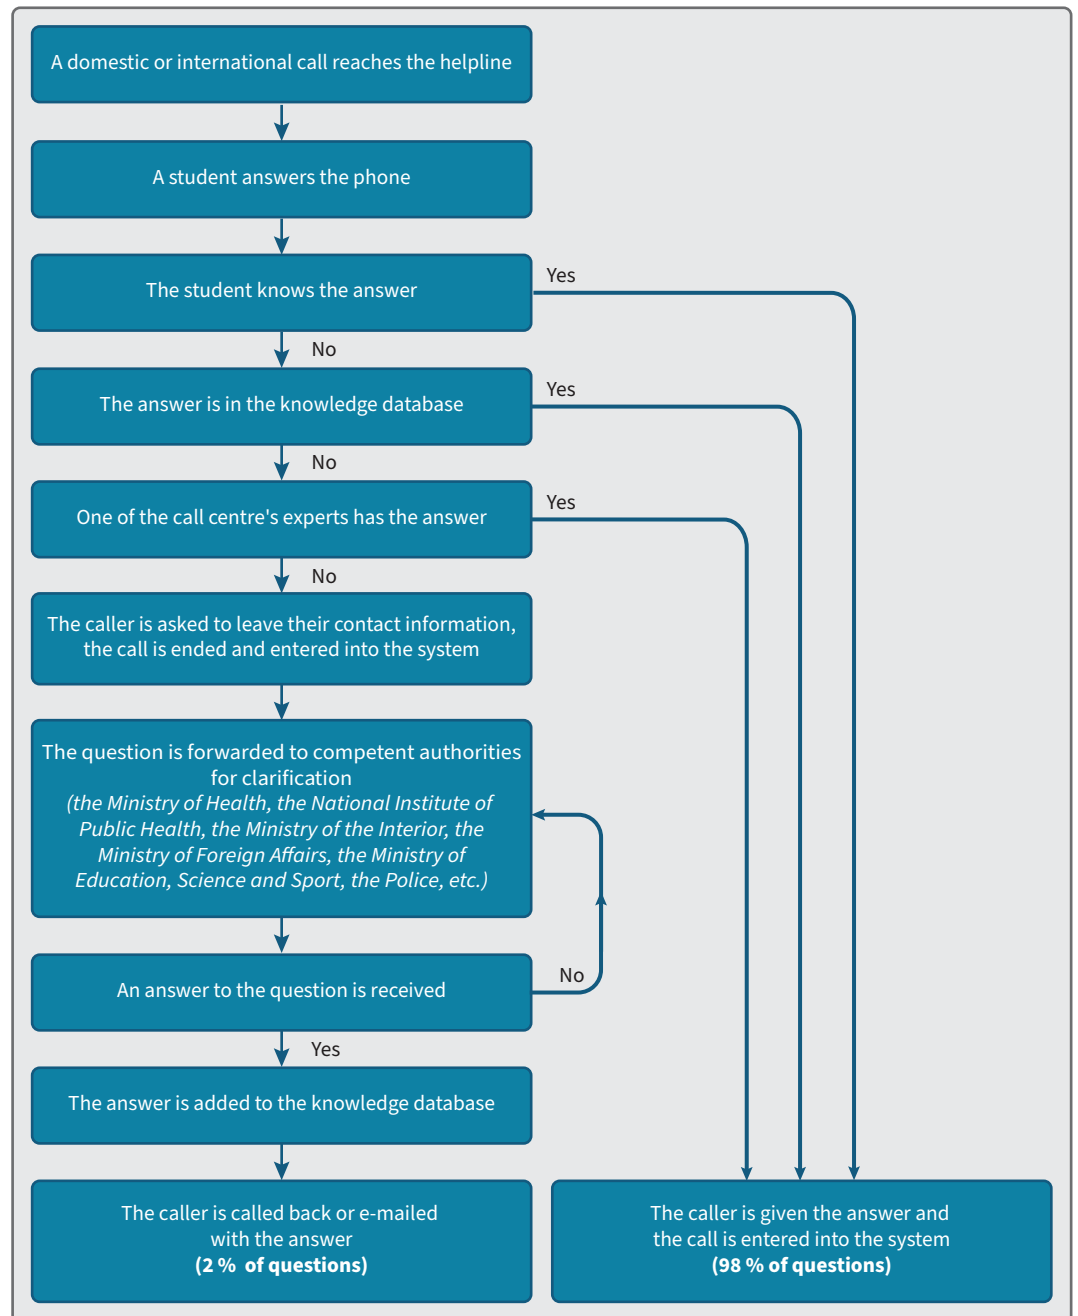 A domestic or international call reaches the helpline
A student answers the phone
The student knows the answer
Yes
No
The answer is in the knowledge database
Yes
No
One of the call centre's experts has the answer
Yes
No
The caller is asked to leave their contact information,
the call is ended and entered into the system
The question is forwarded to competent authorities
for clarification
(the Ministry of Health, the National Institute of
Public Health, the Ministry of the Interior, the
Ministry of Foreign Affairs, the Ministry of
Education, Science and Sport, the Police, etc.)
An answer to the question is received
No
Yes
The answer is added to the knowledge database
The caller is called back or e-mailed
with the answer
(2 % of questions)
The caller is given the answer and
the call is entered into the system
(98 % of questions)